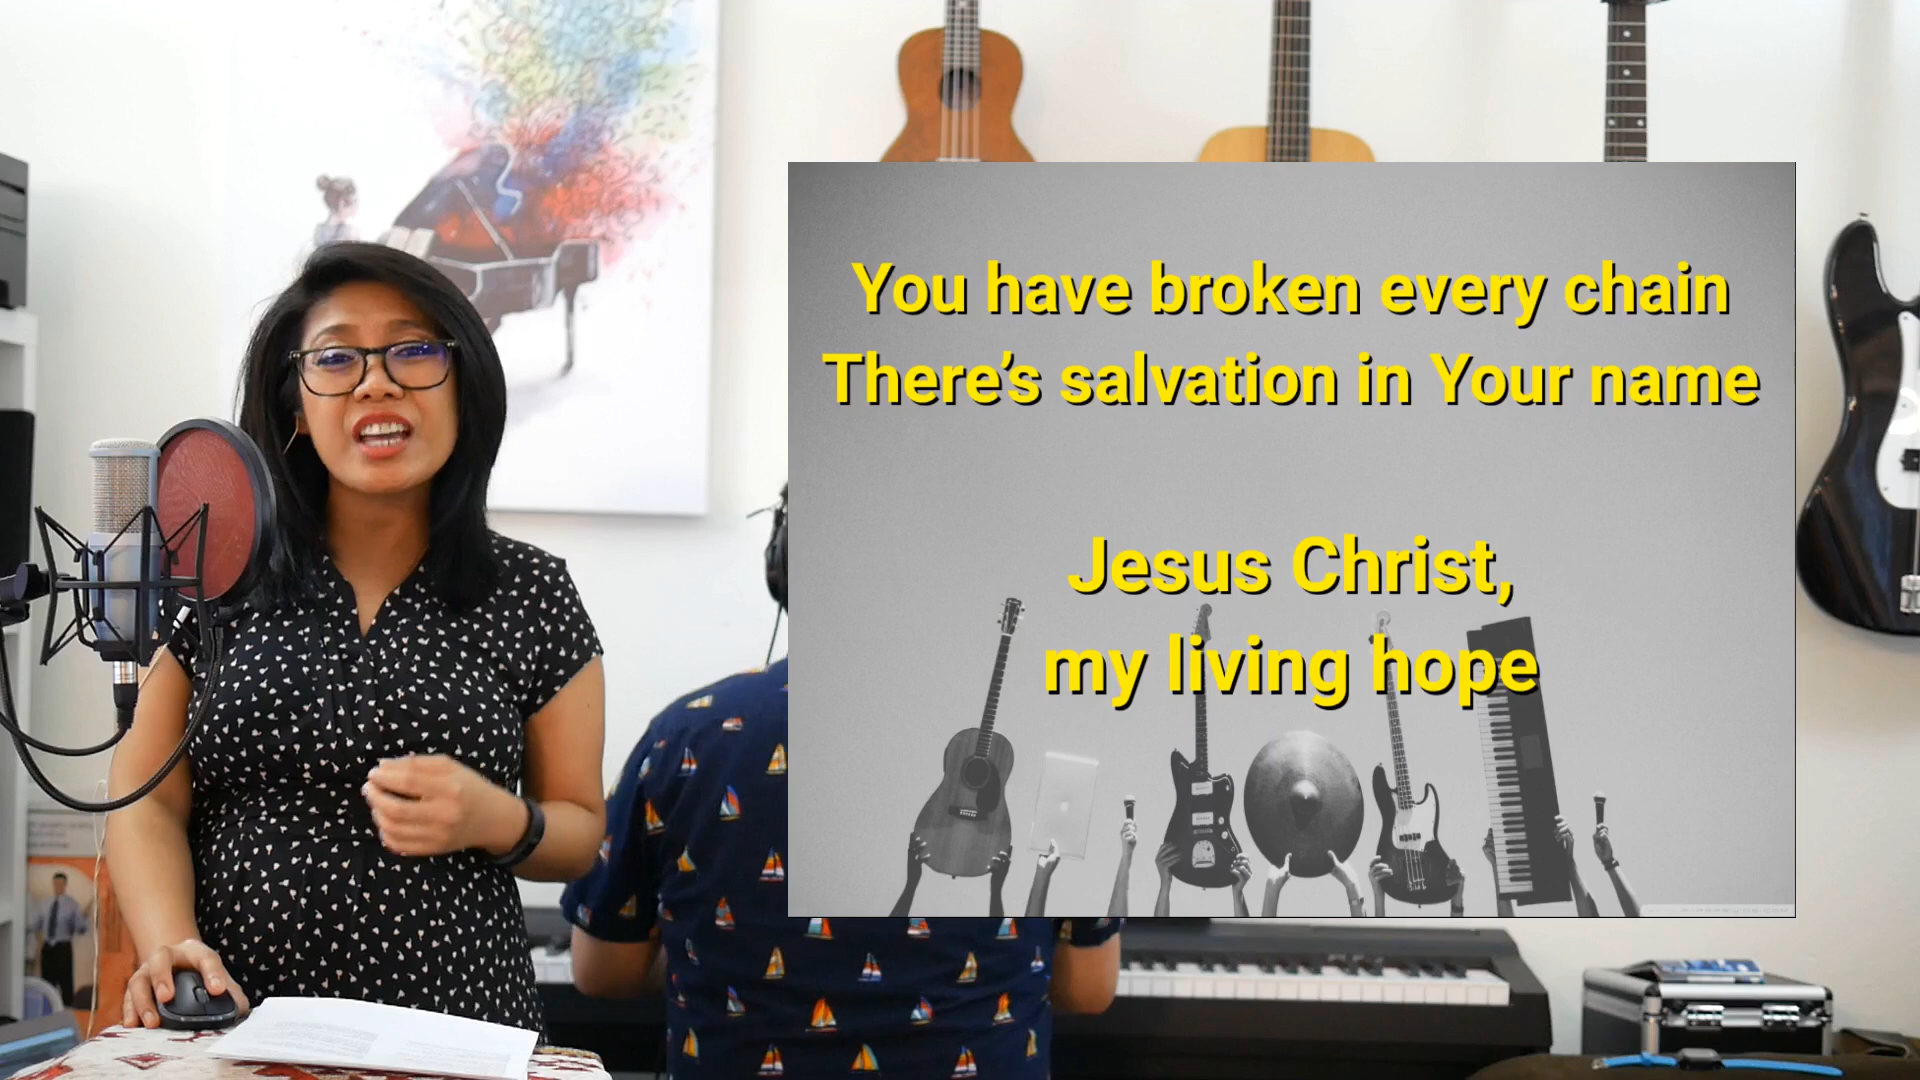 You have broken every chain
There’s salvation in Your name
Jesus Christ,
my living hope